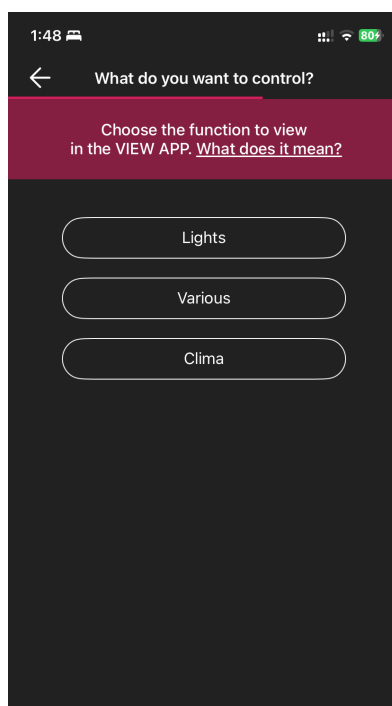 1:48
80
What do you want to control?
Choose the function to view
in the VIEW APP. What does it mean?
Lights
Various
Clima